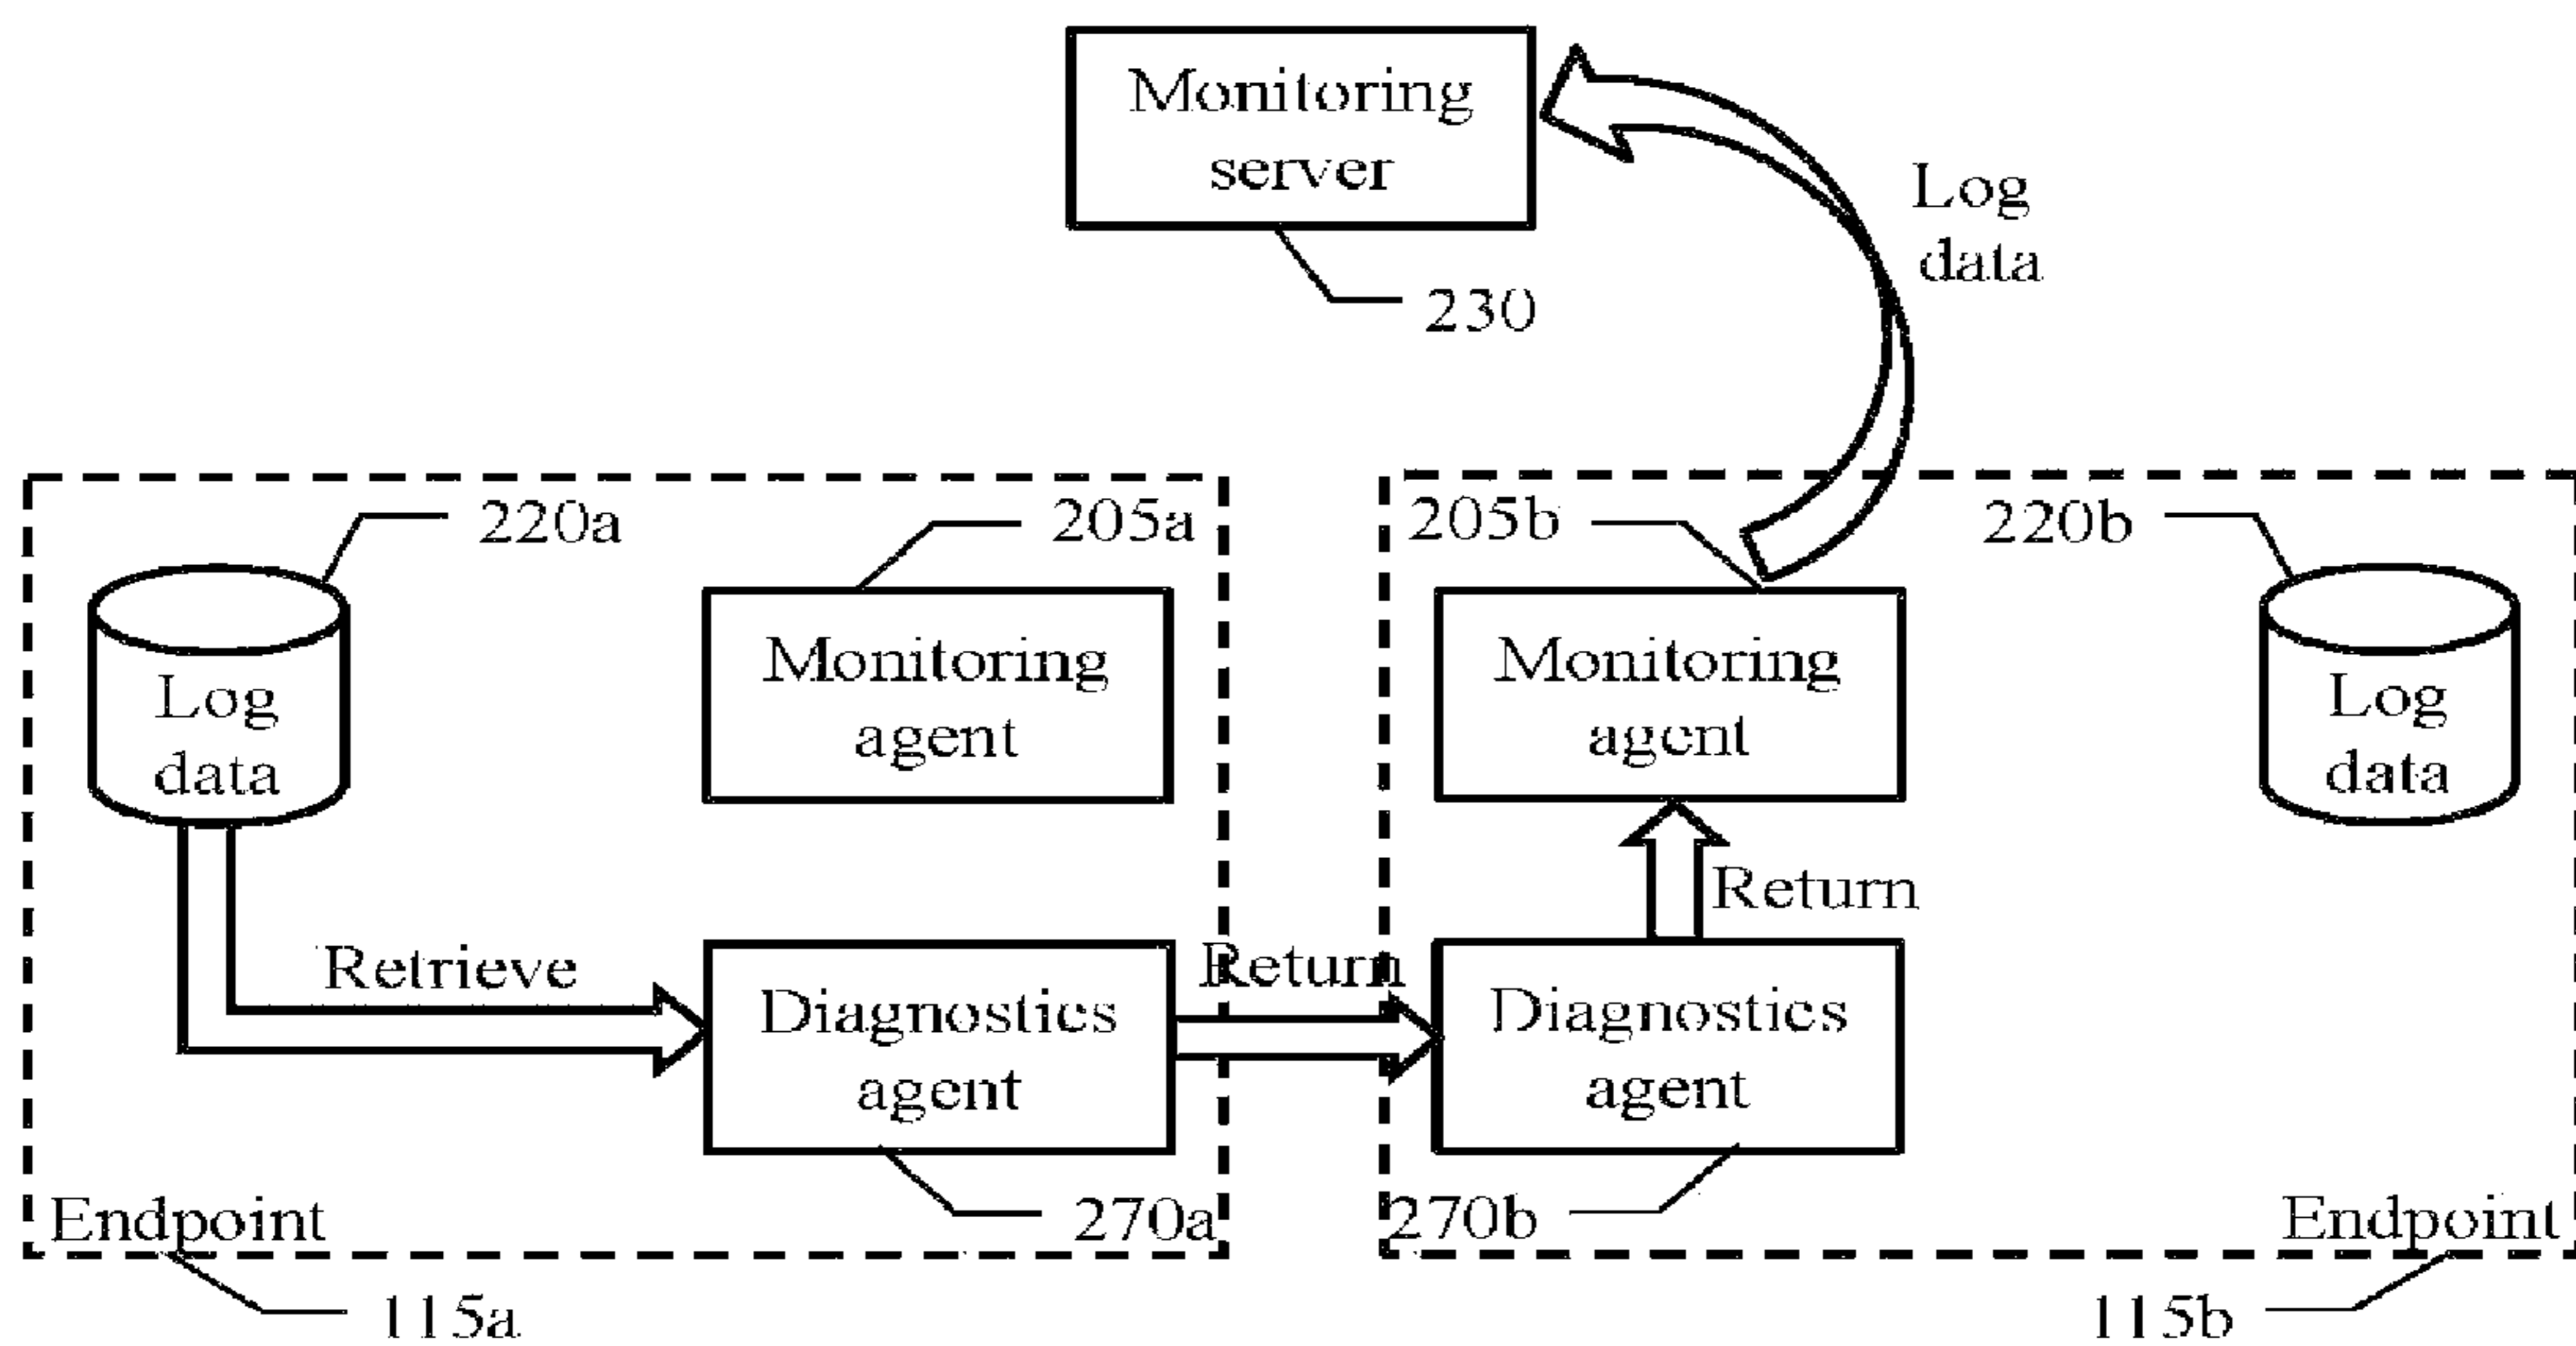 Monitoring
server
Log
data
230
220a
205a
205b
220b
Log
data
Monitoring
agent
Monitoring
agent
Log
data
Retrieve
Return
Return
Diagnostics
agent
Diagnostics
agent
Endpoint
270a
270b
Endpoint
115a
115b